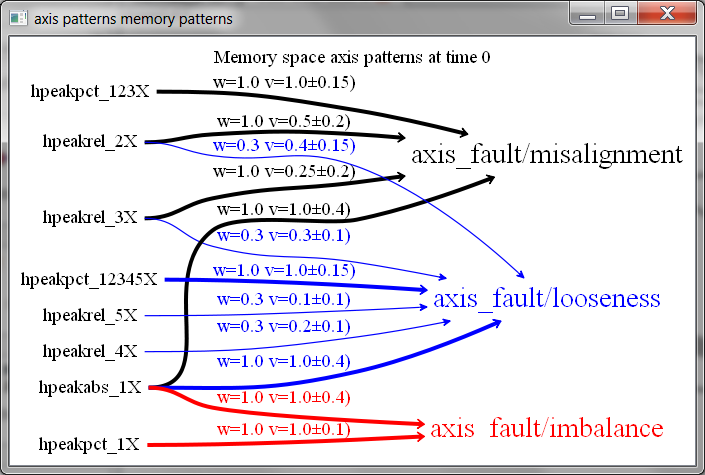 axis patterns memory patterns
Memory space axis patterns at time 0
hpeakpct_123X
w=1.0 v=1.0±0.15)
hpeakrel_2X
w=1.0 v=0.5±0.2)
w=0.3 v=0.4±0.15)
axis_fault/misalignment
w=1.0 v=0.25±0.2)
hpeakrel_3X
w=1.0 v=1.0±0.4)
w=0.3 v=0.3±0.1)
hpeakpct_12345X
w=1.0 v=1.0±0.15)
axis_fault/looseness
w=0.3 v=0.1±0.1)
hpeakrel_5X
w=0.3 v=0.2±0.1)
hpeakrel_4X
w=1.0 v=1.0±0.4)
hpeakabs_1X
w=1.0 v=1.0±0.4)
w=1.0 v=1.0±0.1)
axis_fault/imbalance
hpeakpct_1X